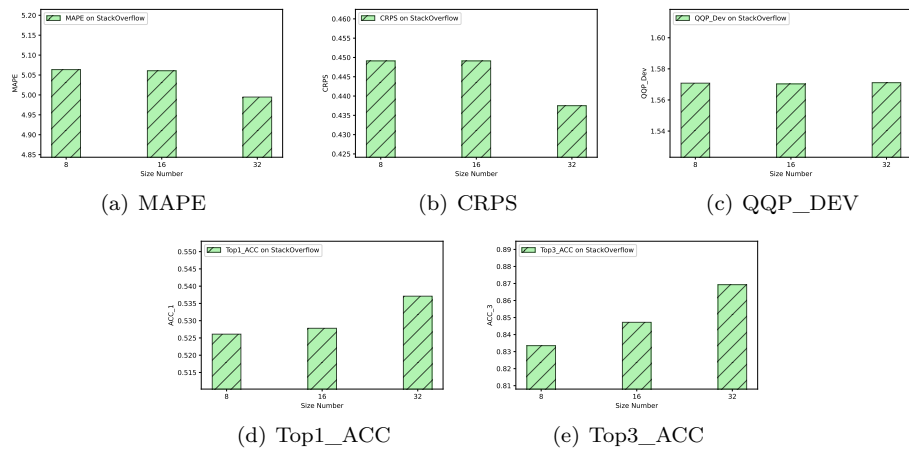 MAPE on StackOverflow
5.20
5.15
5.10
5.05
5.00
4.95
4.90
4.85
MAPE
8
16
32
Size Number
(a) MAPE
CRPS on StackOverflow
0.460
0.455
0.450
0.445
0.440
0.435
0.430
0.425
CRPS
8
16
32
Size Number
(b) CRPS
QQP_Dev on StackOverflow
1.60
1.58
1.56
1.54
QQP_Dev
8
16
32
Size Number
(c) QQP_DEV
Top1_ACC on StackOverflow
0.550
0.545
0.540
0.535
0.530
0.525
0.520
0.515
ACC_1
8
16
32
Size Number
(d) Top1_ACC
Top3_ACC on StackOverflow
0.89
0.88
0.87
0.86
0.85
0.84
0.83
0.82
0.81
ACC_3
8
16
32
Size Number
(e) Top3_ACC